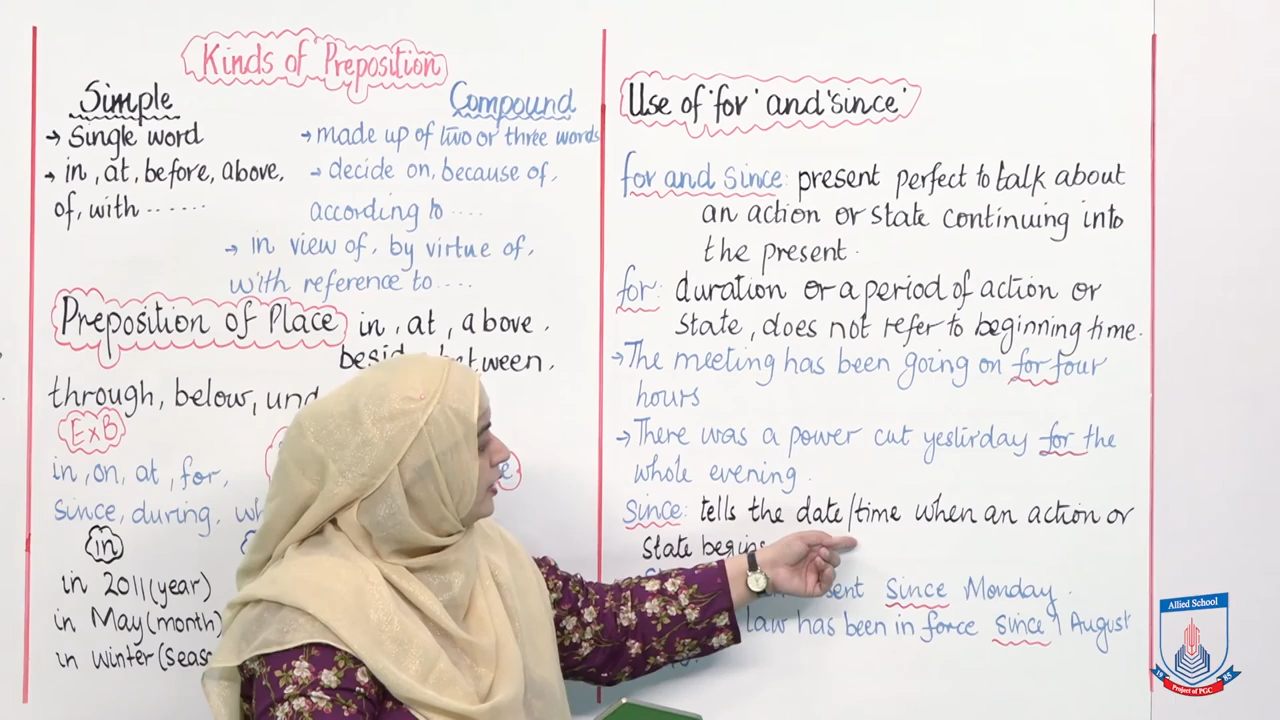 Kinds of Preposition
Simple
→ Single word
→ in, at, before, above,
of, with ......
Compound
→ made up of two or three words
→ decide on, because of,
according to ....
→ in view of, by virtue of,
with reference to ....
Preposition of Place in, at, above,
between,
through, below,
ExB
in, on, at, for,
since, during,
in
in 2011 (year)
in May (month)
in winter
Use of 'for' and 'since'
for and since: present perfect to talk about
an action or state continuing into
the present.
for: duration or a period of action or
state, does not refer to beginning time.
→ The meeting has been going on for four
hours
→ There was a power cut yestirday for the
whole evening.
Since: tells the date/time when an action or
state begins
since Monday.
law has been in force since 1 August
Allied School
1985
Project of PGC